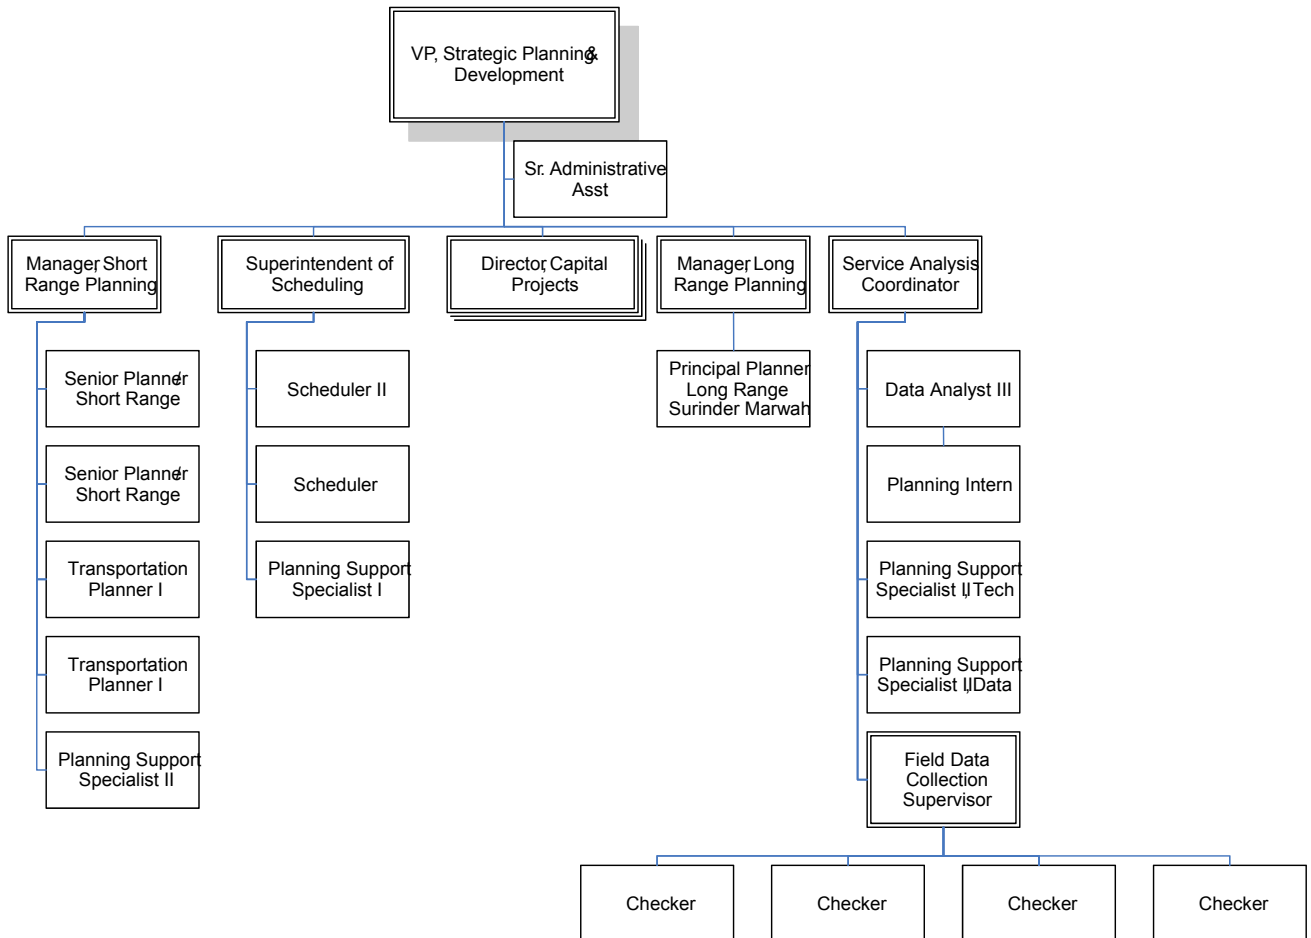 VP, Strategic Planning &
Development
Sr. Administrative
Asst
Manager, Short
Range Planning
Superintendent of
Scheduling
Director, Capital
Projects
Manager, Long
Range Planning
Service Analysis
Coordinator
Senior Planner/
Short Range
Senior Planner/
Short Range
Transportation
Planner I
Transportation
Planner I
Planning Support
Specialist II
Scheduler II
Scheduler
Planning Support
Specialist I
Principal Planner
Long Range
Surinder Marwah
Data Analyst III
Planning Intern
Planning Support
Specialist II, Tech
Planning Support
Specialist II, Data
Field Data
Collection
Supervisor
Checker
Checker
Checker
Checker